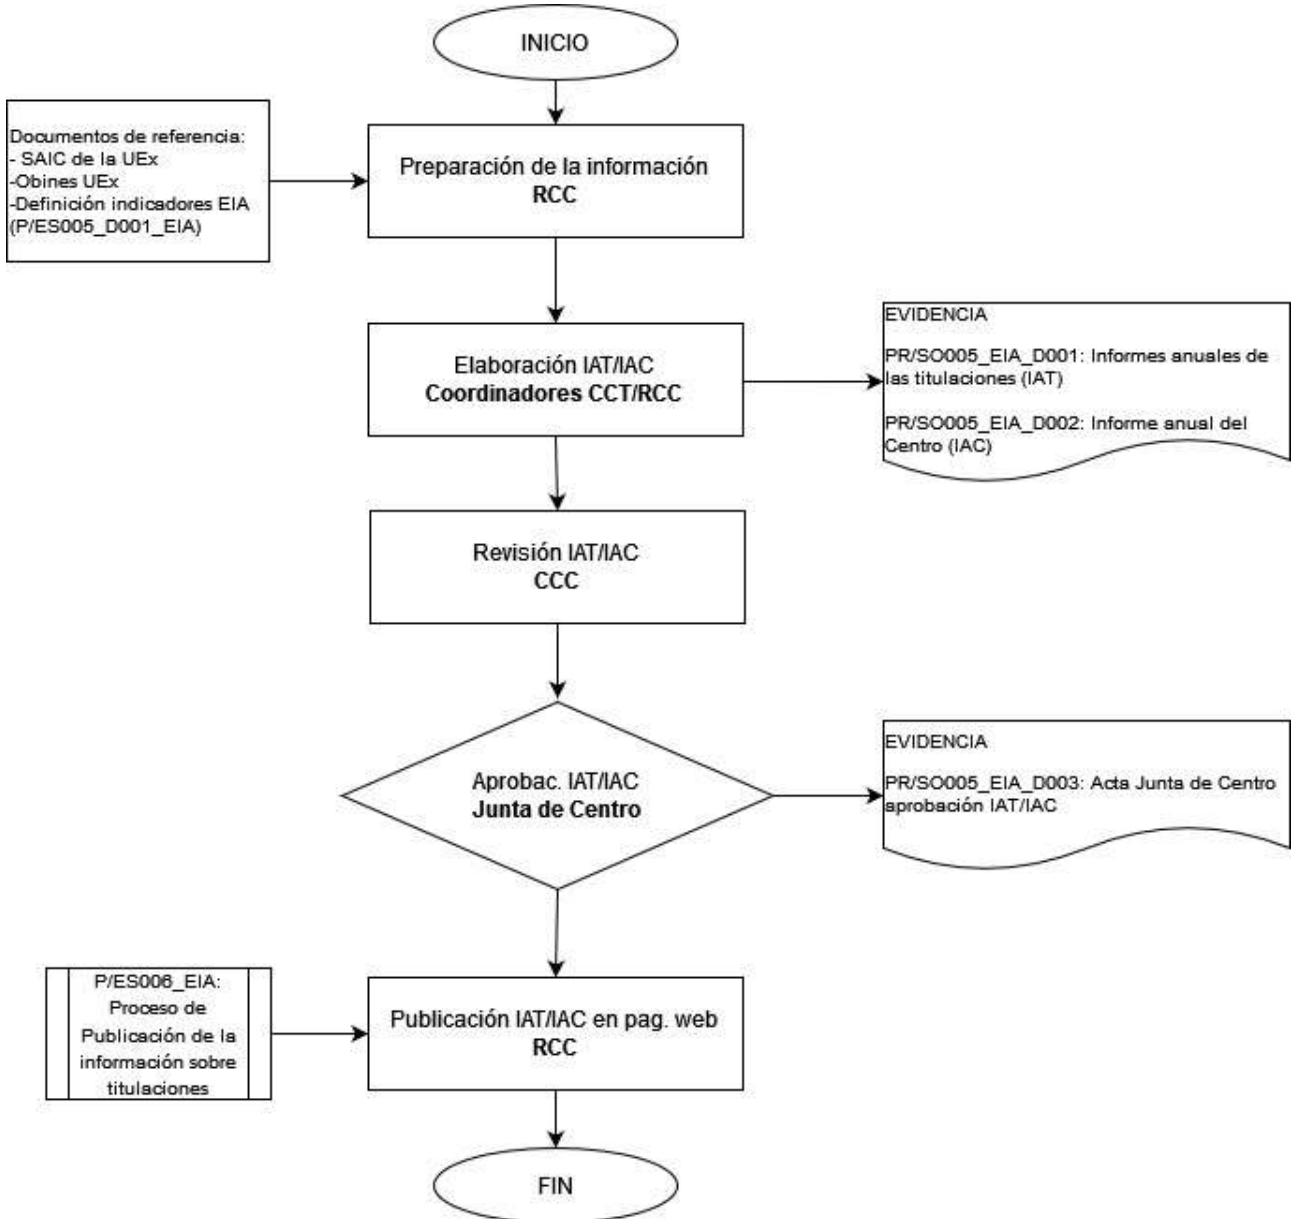 INICIO
Documentos de referencia:
- SAIC de la UEx
-Obines UEx
-Definición indicadores EIA
(P/ES005_D001_EIA)
Preparación de la información
RCC
Elaboración IAT/IAC
Coordinadores CCT/RCC
EVIDENCIA
PR/SO005_EIA_D001: Informes anuales de
las titulaciones (IAT)
PR/SO005_EIA_D002: Informe anual del
Centro (IAC)
Revisión IAT/IAC
CCC
Aprobac. IAT/IAC
Junta de Centro
EVIDENCIA
PR/SO005_EIA_D003: Acta Junta de Centro
aprobación IAT/IAC
P/ES006_EIA:
Proceso de
Publicación de la
información sobre
titulaciones
Publicación IAT/IAC en pag. web
RCC
FIN